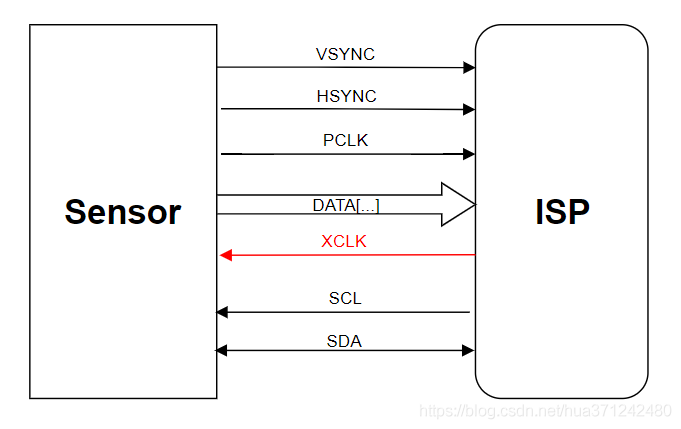 VSYNC
HSYNC
PCLK
Sensor
DATA[...]
ISP
XCLK
SCL
SDA
https://blog.csdn.net/hua371242480